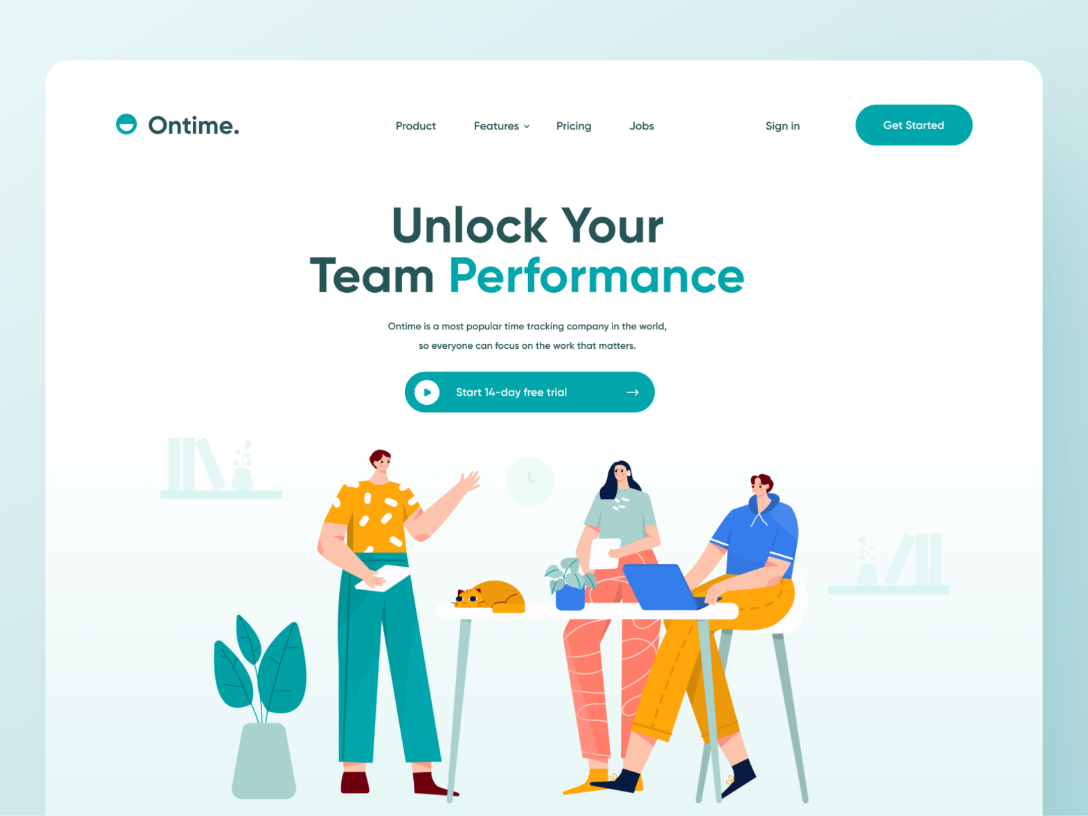 Ontime.
Product
Features
Pricing
Jobs
Sign in
Get Started
Unlock Your
Team Performance
Ontime is a most popular time tracking company in the world,
so everyone can focus on the work that matters.
Start 14-day free trial